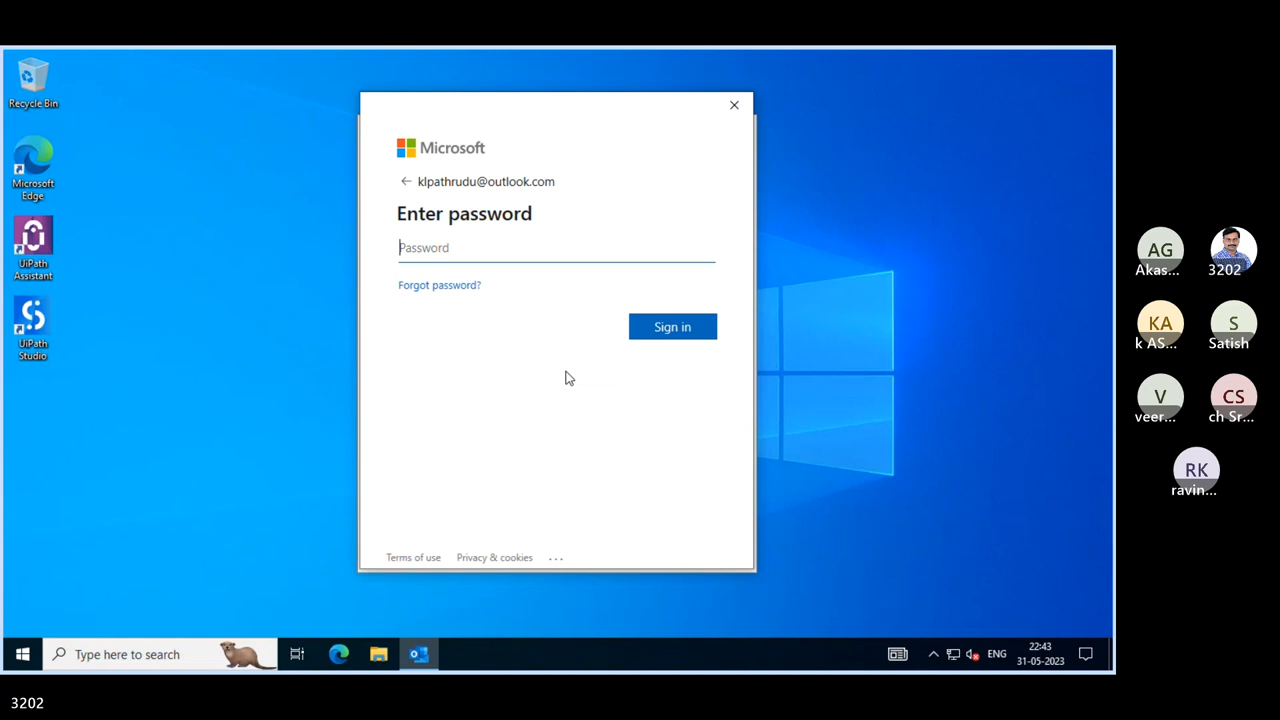 Recycle Bin
Microsoft
Edge
UiPath
Assistant
UiPath
Studio
Microsoft
klpathrudu@outlook.com
Enter password
Password
Forgot password?
Sign in
Terms of use
Privacy & cookies
...
AG
Akas...
3202
KA
k AS...
S
Satish
V
veer...
CS
ch Sr...
RK
ravin...
Type here to search
ENG
22:43
31-05-2023
3202